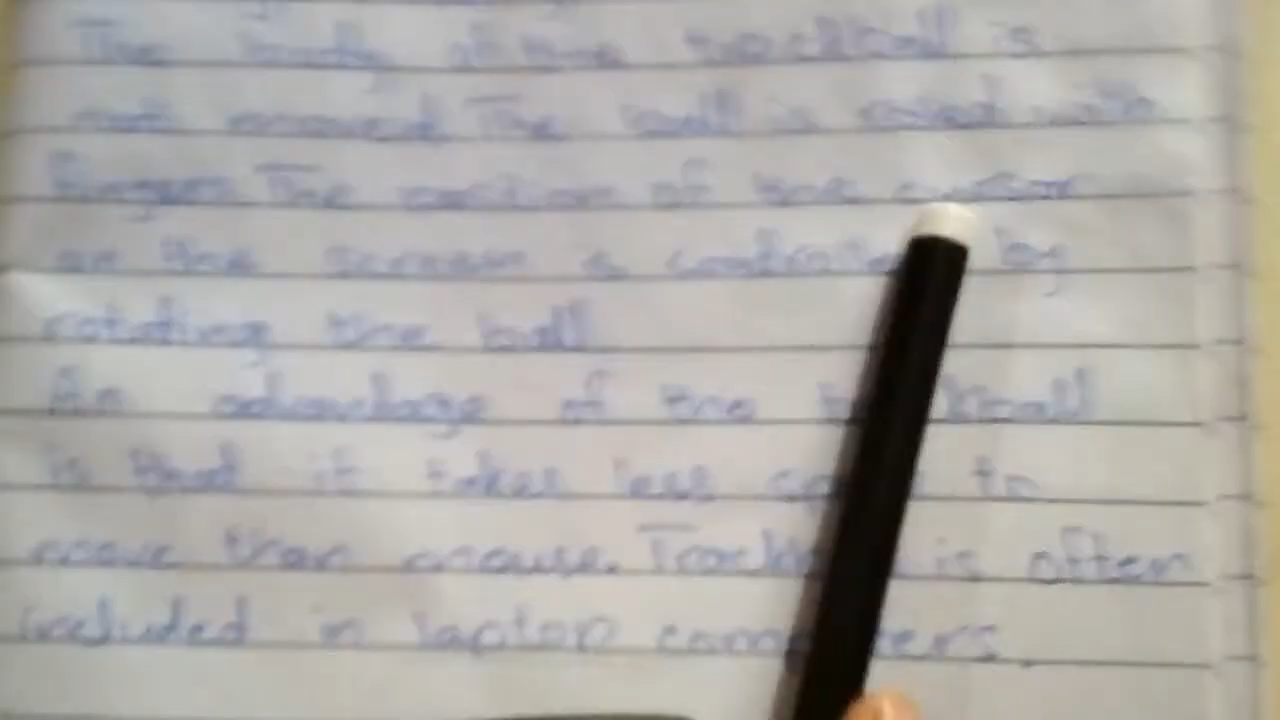 The body of the trackball is
not moved. The ball is with
fingers. The position of the cursor
on the screen is controlled by
rotating the ball
An advantage of the trackball
is that it takes less space to
move than mouse. Trackball is often
included in laptop computers.